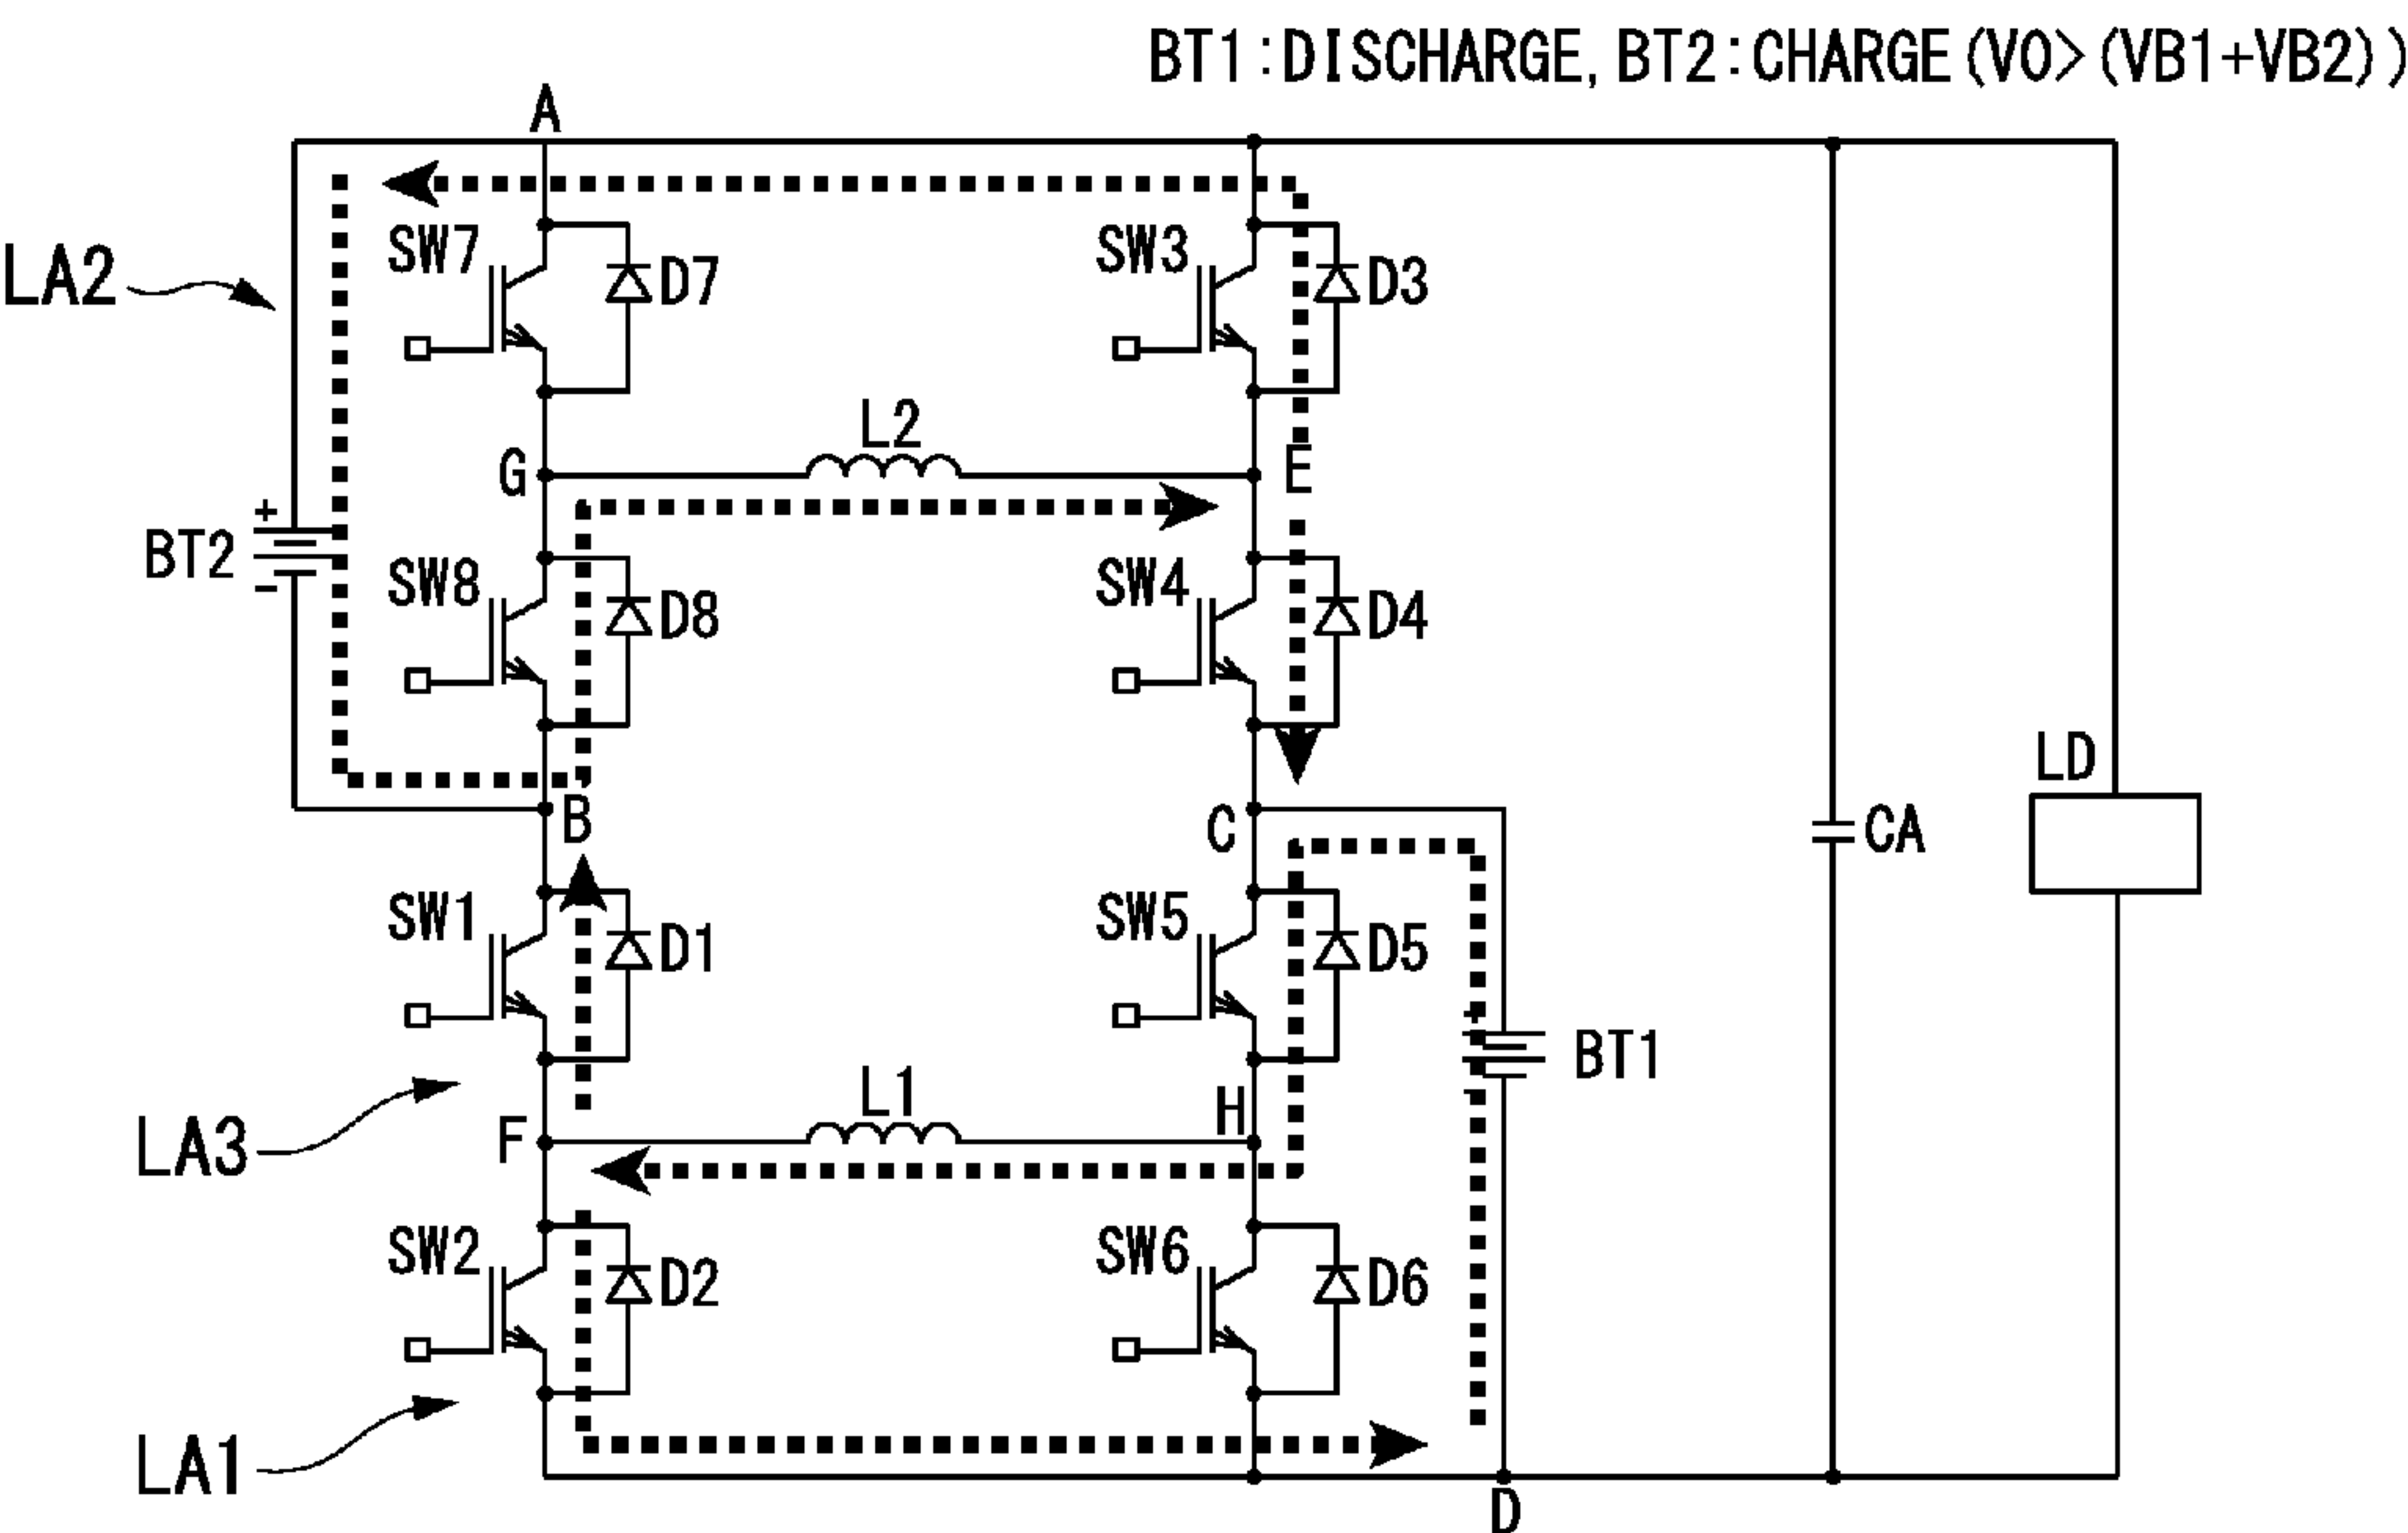 BT1:DISCHARGE, BT2:CHARGE(VO>(VB1+VB2))
A
SW7
D7
SW3
D3
LA2
L2
G
E
BT2
+
-
SW8
D8
SW4
D4
LD
B
C
CA
SW1
D1
SW5
D5
+
-
BT1
L1
H
F
LA3
SW2
D2
SW6
D6
LA1
D